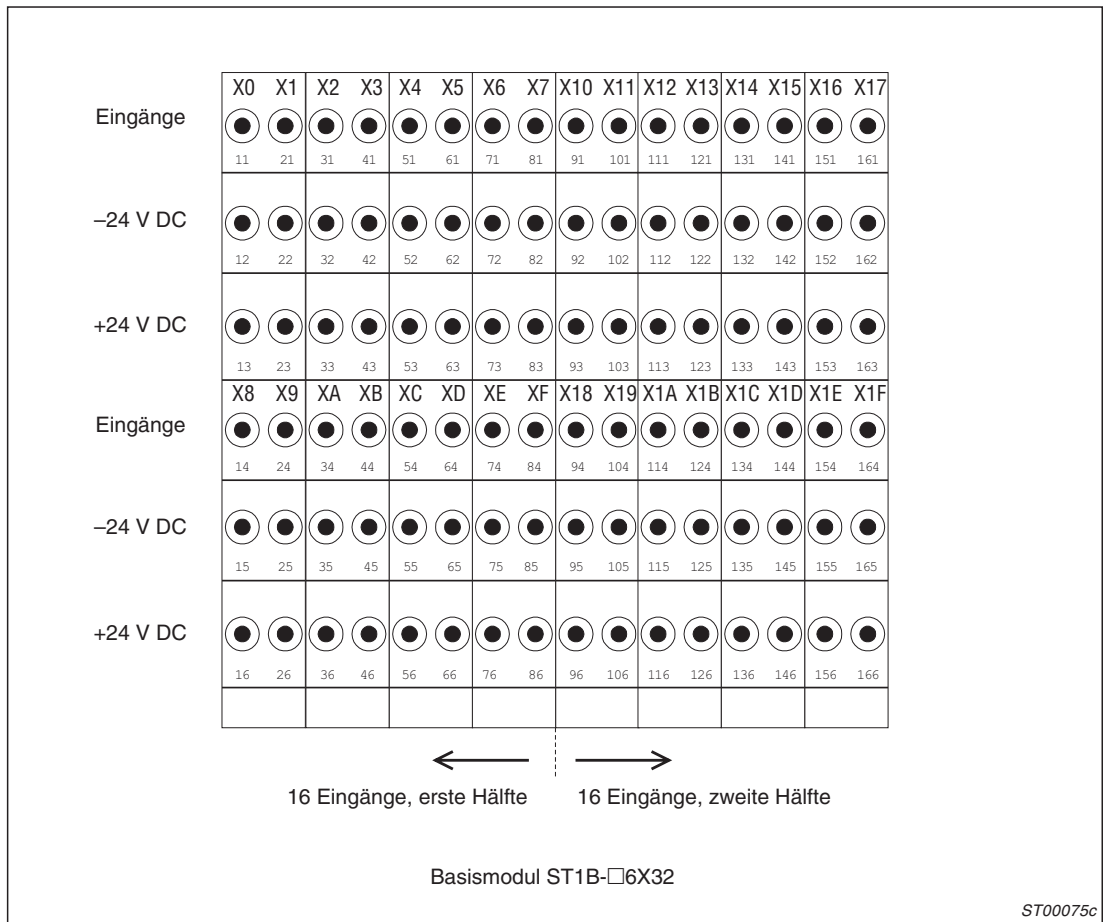 X0 X1 X2 X3 X4 X5 X6 X7 X10 X11 X12 X13 X14 X15 X16 X17
Eingänge
11 21 31 41 51 61 71 81 91 101 111 121 131 141 151 161
–24 V DC
12 22 32 42 52 62 72 82 92 102 112 122 132 142 152 162
+24 V DC
13 23 33 43 53 63 73 83 93 103 113 123 133 143 153 163
X8 X9 XA XB XC XD XE XF X18 X19 X1A X1B X1C X1D X1E X1F
Eingänge
14 24 34 44 54 64 74 84 94 104 114 124 134 144 154 164
–24 V DC
15 25 35 45 55 65 75 85 95 105 115 125 135 145 155 165
+24 V DC
16 26 36 46 56 66 76 86 96 106 116 126 136 146 156 166
16 Eingänge, erste Hälfte 16 Eingänge, zweite Hälfte
Basismodul ST1B-□6X32
ST00075c